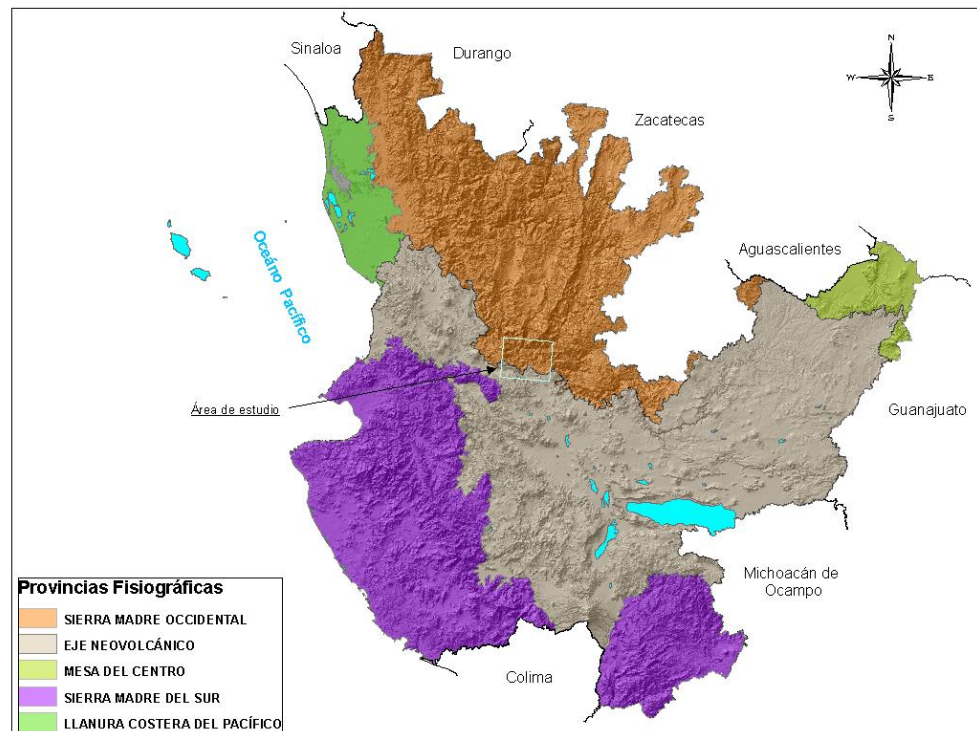 Sinaloa
Durango
N
W
E
S
Zacatecas
Aguascalientes
Oceáno Pacífico
Área de estudio
Guanajuato
Michoacán de
Ocampo
Colima
Provincias Fisiográficas
SIERRA MADRE OCCIDENTAL
EJE NEOVOLCÁNICO
MESA DEL CENTRO
SIERRA MADRE DEL SUR
LLANURA COSTERA DEL PACÍFICO